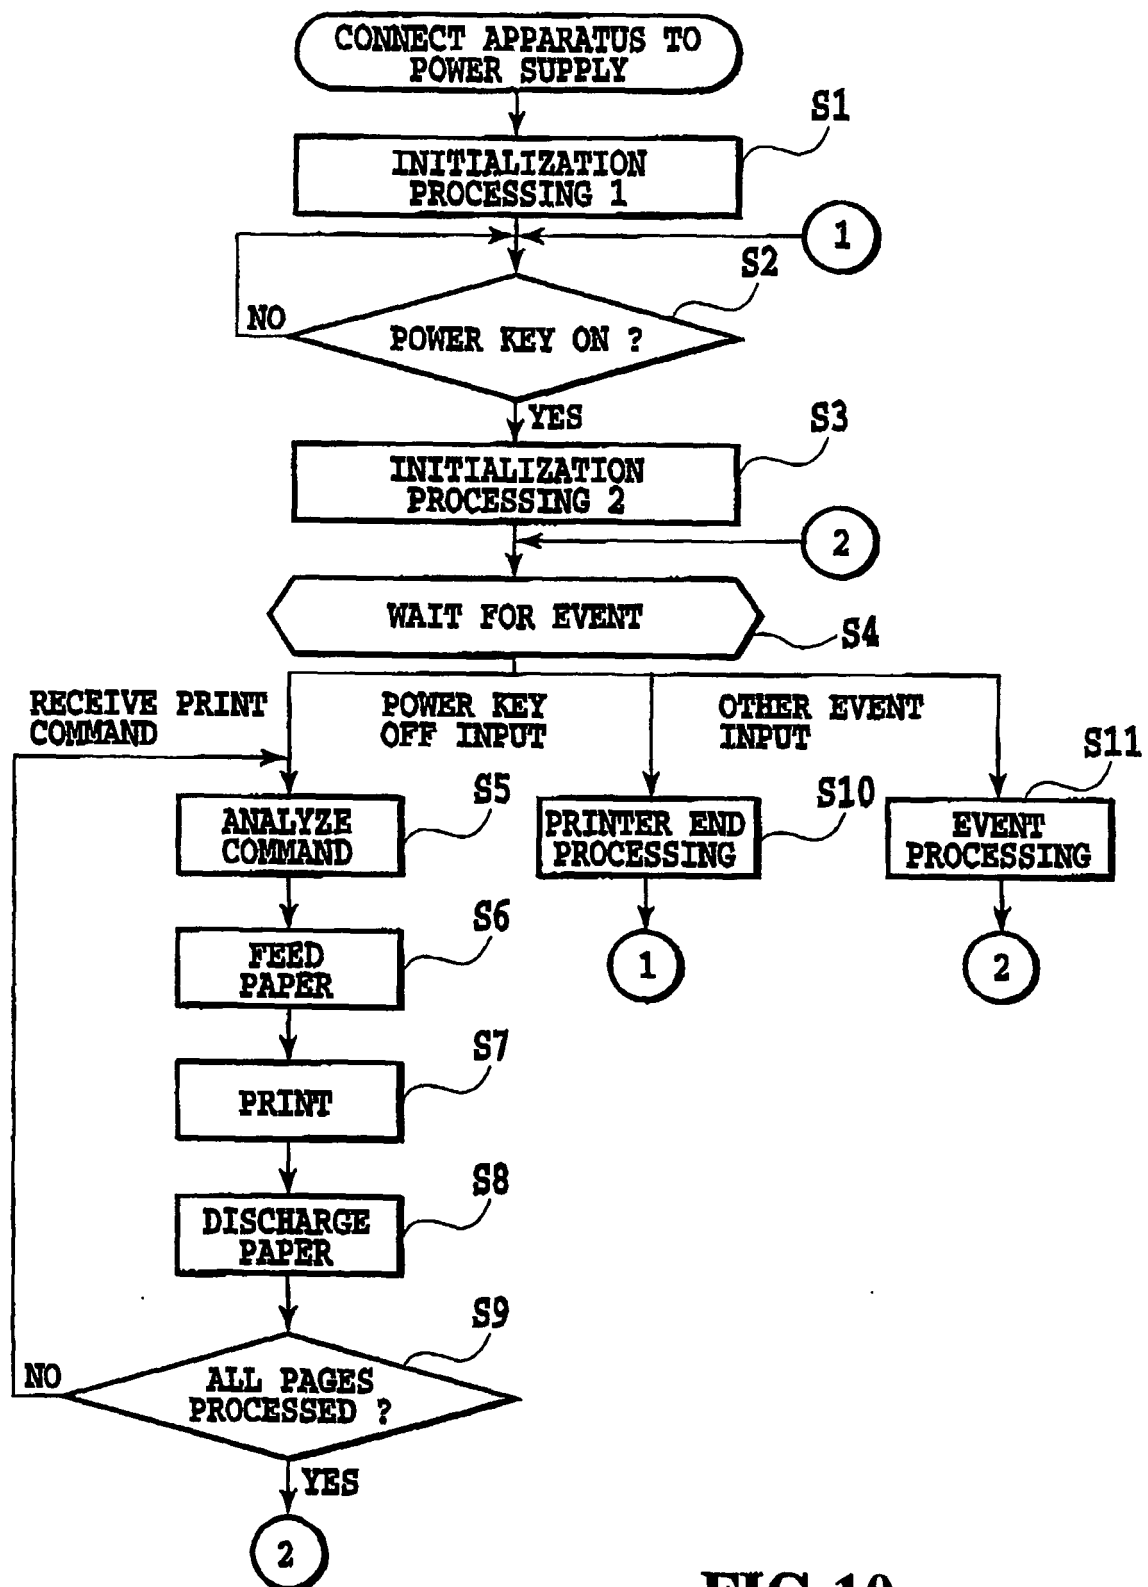 CONNECT APPARATUS TO
POWER SUPPLY
S1
INITIALIZATION
PROCESSING 1
1
S2
NO
POWER KEY ON ?
YES
S3
INITIALIZATION
PROCESSING 2
2
WAIT FOR EVENT
S4
RECEIVE PRINT
COMMAND
POWER KEY
OFF INPUT
OTHER EVENT
INPUT
S5
ANALYZE
COMMAND
S10
PRINTER END
PROCESSING
S11
EVENT
PROCESSING
S6
FEED
PAPER
1
2
S7
PRINT
S8
DISCHARGE
PAPER
S9
NO
ALL PAGES
PROCESSED ?
YES
2
FIG.10